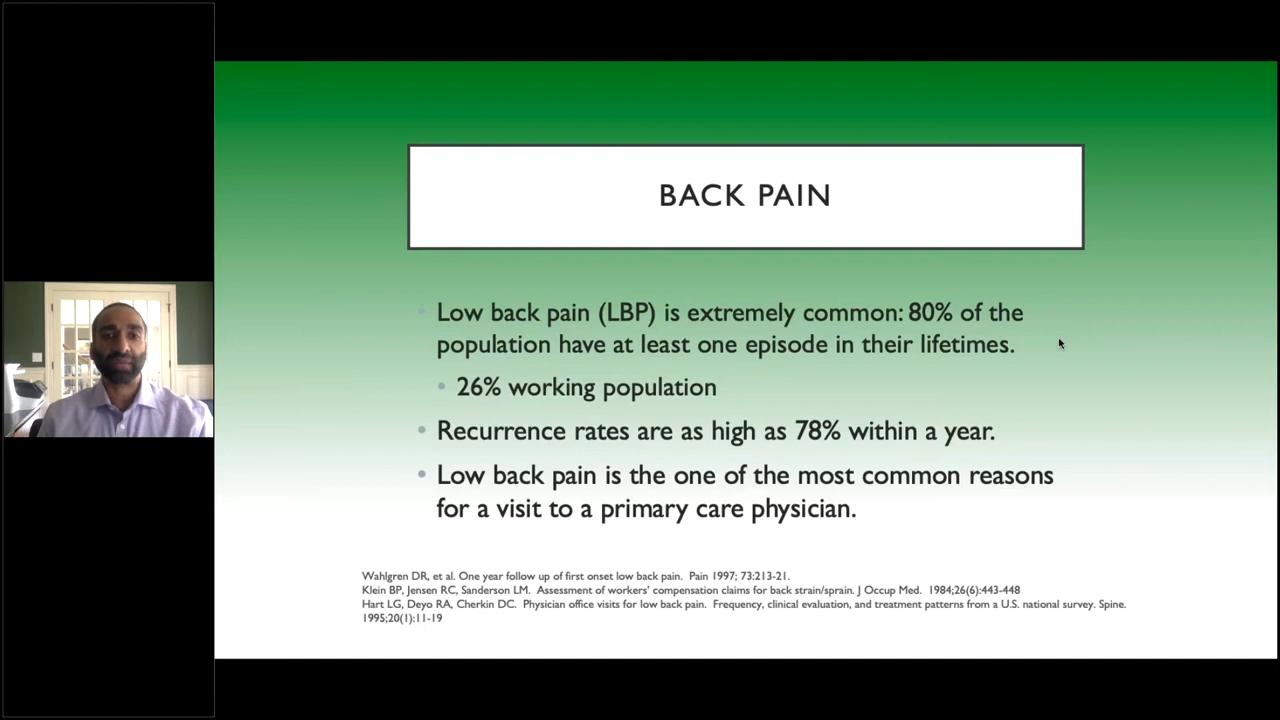 BACK PAIN
Low back pain (LBP) is extremely common: 80% of the
population have at least one episode in their lifetimes.
26% working population
Recurrence rates are as high as 78% within a year.
Low back pain is the one of the most common reasons
for a visit to a primary care physician.
Wahlgren DR, et al. One year follow up of first onset low back pain. Pain 1997; 73:213-21.
Klein BP, Jensen RC, Sanderson LM. Assessment of workers' compensation claims for back strain/sprain. J Occup Med. 1984;26(6):443-448
Hart LG, Deyo RA, Cherkin DC. Physician office visits for low back pain. Frequency, clinical evaluation, and treatment patterns from a U.S. national survey. Spine.
1995;20(1):11-19